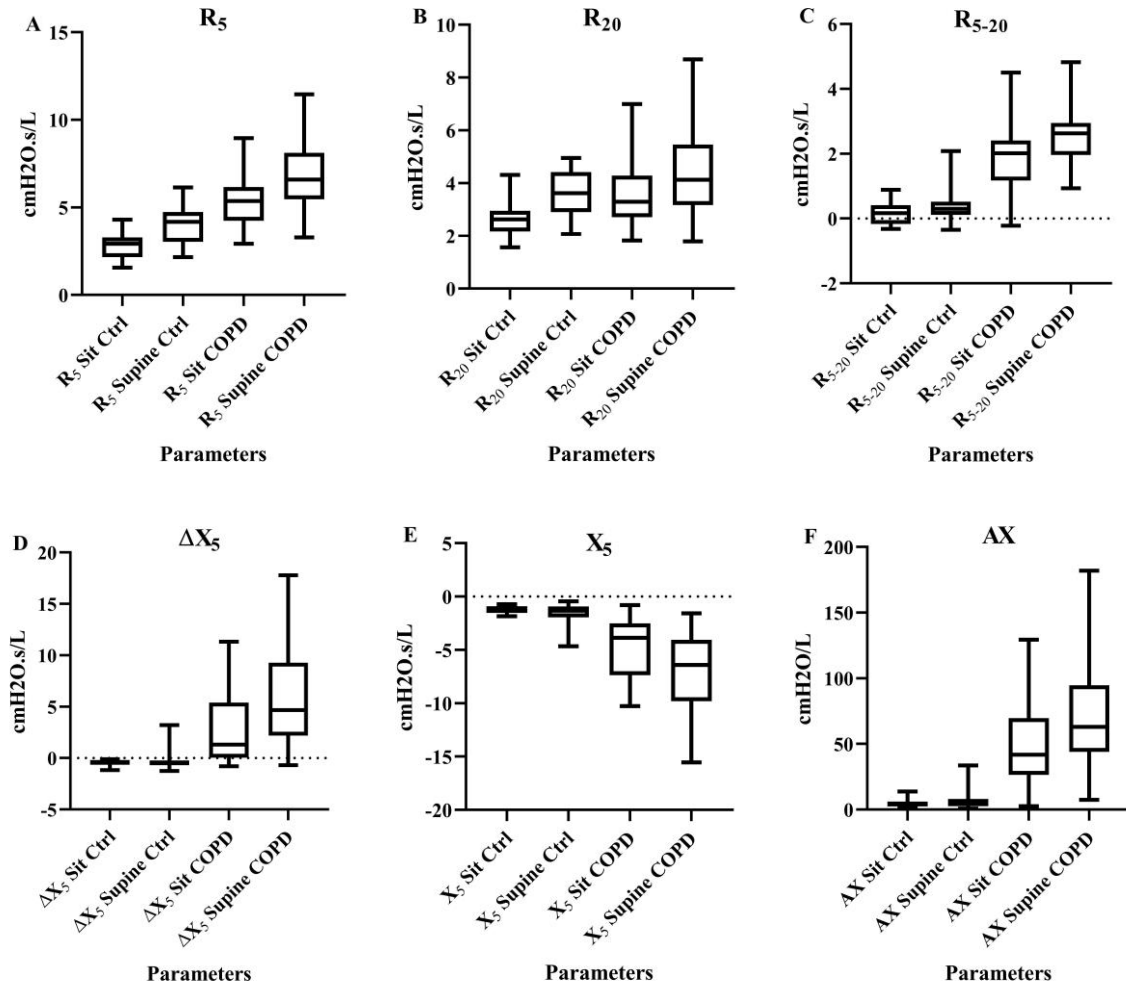 A
R₅
cmH2O.s/L
15
10
5
0
R₅ Sit Ctrl
R₅ Supine Ctrl
R₅ Sit COPD
R₅ Supine COPD
Parameters
B
R₂₀
cmH2O.s/L
10
8
6
4
2
0
R₂₀ Sit Ctrl
R₂₀ Supine Ctrl
R₂₀ Sit COPD
R₂₀ Supine COPD
Parameters
C
R₅₋₂₀
cmH2O.s/L
6
4
2
0
-2
R₅₋₂₀ Sit Ctrl
R₅₋₂₀ Supine Ctrl
R₅₋₂₀ Sit COPD
R₅₋₂₀ Supine COPD
Parameters
D
ΔX₅
cmH2O.s/L
20
15
10
5
0
-5
ΔX₅ Sit Ctrl
ΔX₅ Supine Ctrl
ΔX₅ Sit COPD
ΔX₅ Supine COPD
Parameters
E
X₅
cmH2O.s/L
5
0
-5
-10
-15
-20
X₅ Sit Ctrl
X₅ Supine Ctrl
X₅ Sit COPD
X₅ Supine COPD
Parameters
F
AX
cmH2O/L
200
150
100
50
0
AX Sit Ctrl
AX Supine Ctrl
AX Sit COPD
AX Supine COPD
Parameters